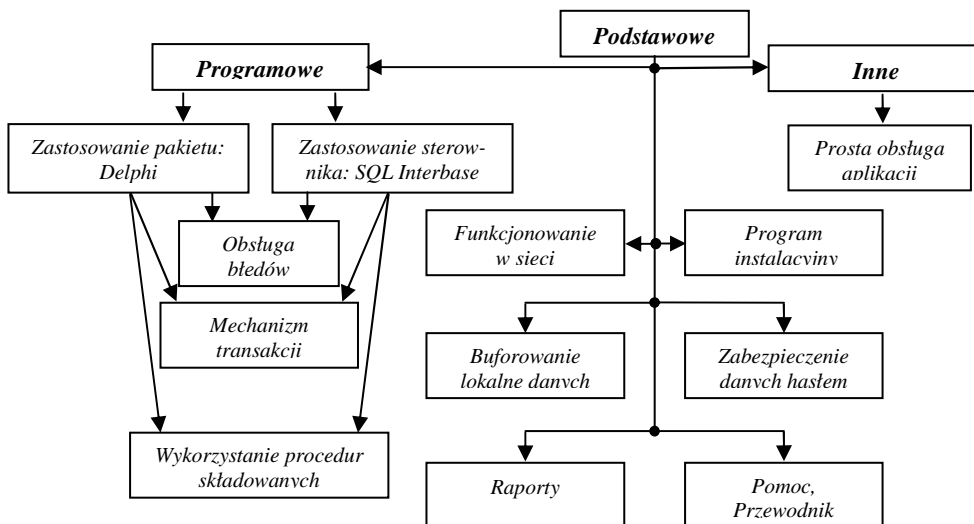 Podstawowe
Programowe
Inne
Zastosowanie pakietu:
Delphi
Zastosowanie sterow-
nika: SQL Interbase
Prosta obsługa
aplikacji
Obsługa
błędów
Funkcjonowanie
w sieci
Program
instalacyjny
Mechanizm
transakcji
Buforowanie
lokalne danych
Zabezpieczenie
danych hasłem
Wykorzystanie procedur
składowanych
Raporty
Pomoc,
Przewodnik